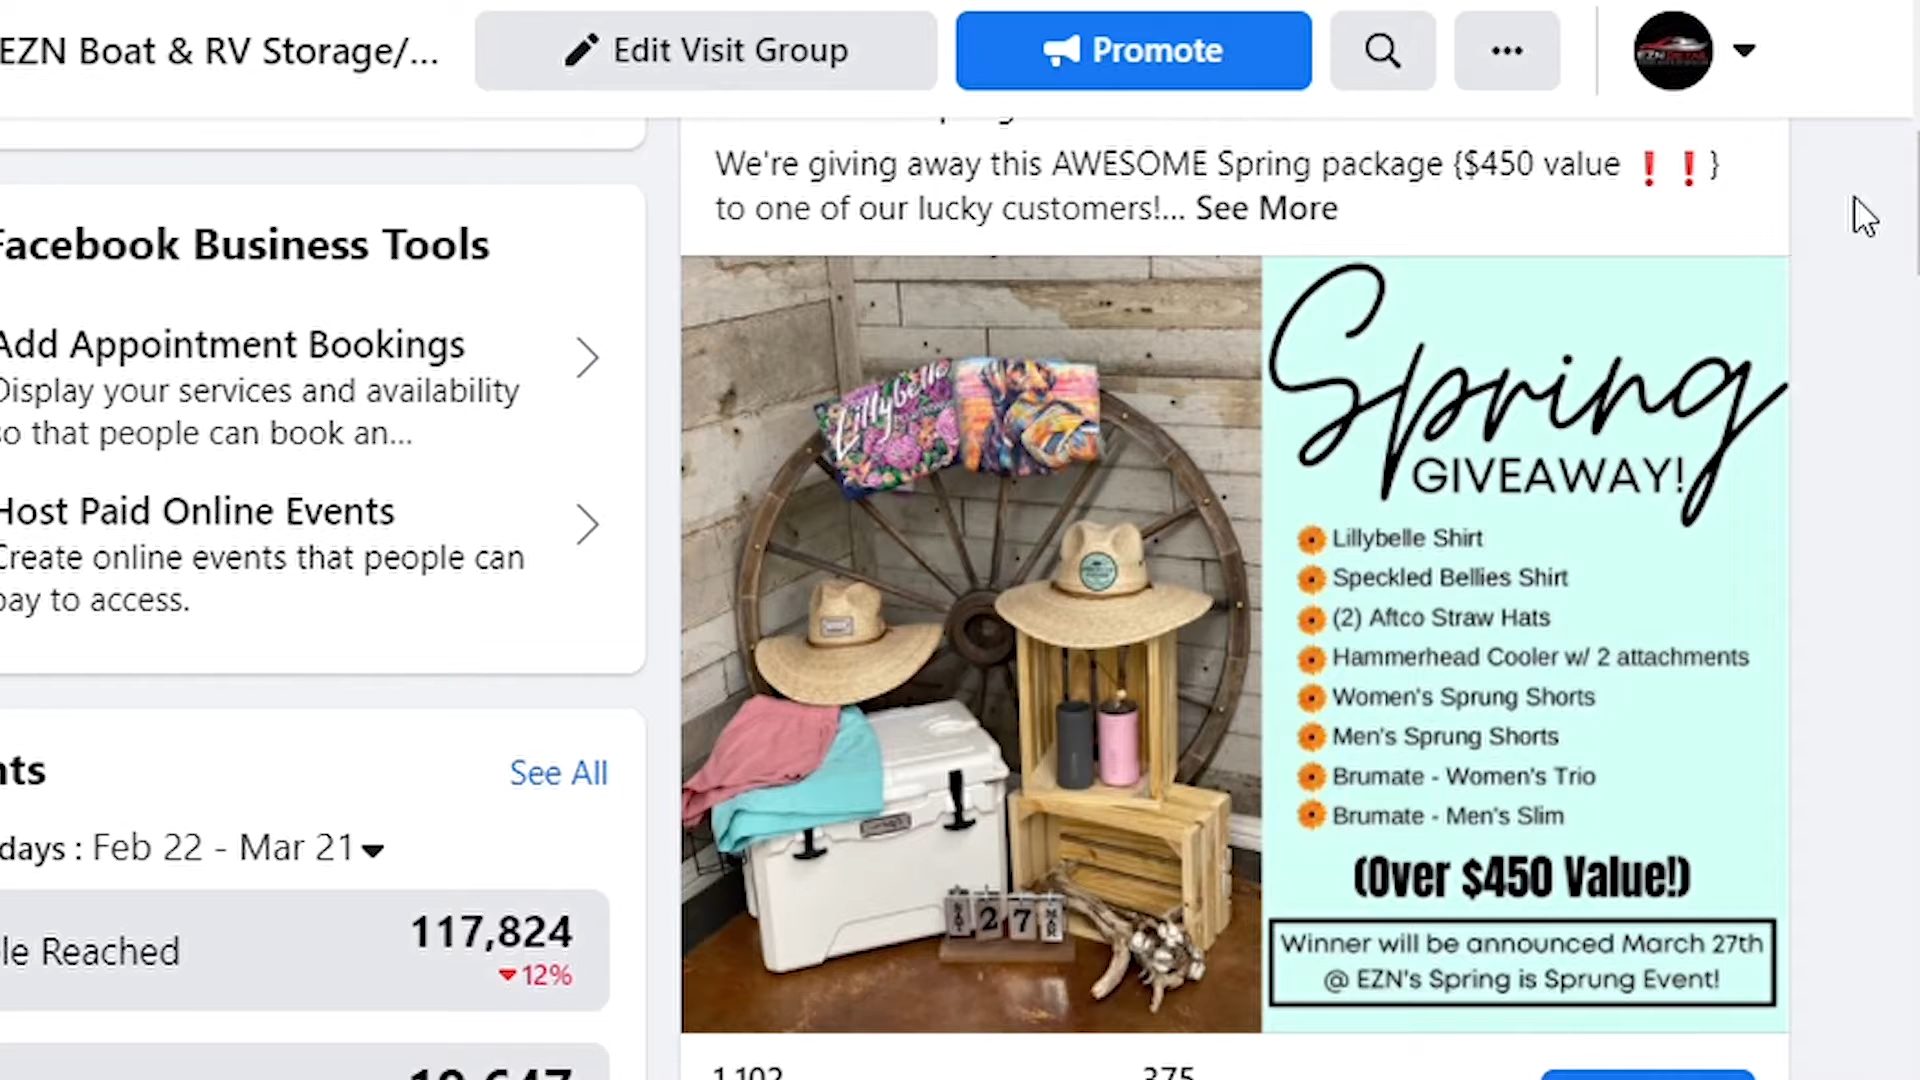 EZN Boat & RV Storage/...
Edit Visit Group
Promote
We're giving away this AWESOME Spring package {$450 value ❗❗}
to one of our lucky customers!... See More
Facebook Business Tools
Add Appointment Bookings
Display your services and availability
so that people can book an...
Host Paid Online Events
Create online events that people can
pay to access.
nts
See All
days : Feb 22 - Mar 21
le Reached
117,824
12%
Lillybelle
SAT 27 MAR
Spring
GIVEAWAY!
Lillybelle Shirt
Speckled Bellies Shirt
(2) Aftco Straw Hats
Hammerhead Cooler w/ 2 attachments
Women's Sprung Shorts
Men's Sprung Shorts
Brumate - Women's Trio
Brumate - Men's Slim
(Over $450 Value!)
Winner will be announced March 27th
@ EZN's Spring is Sprung Event!